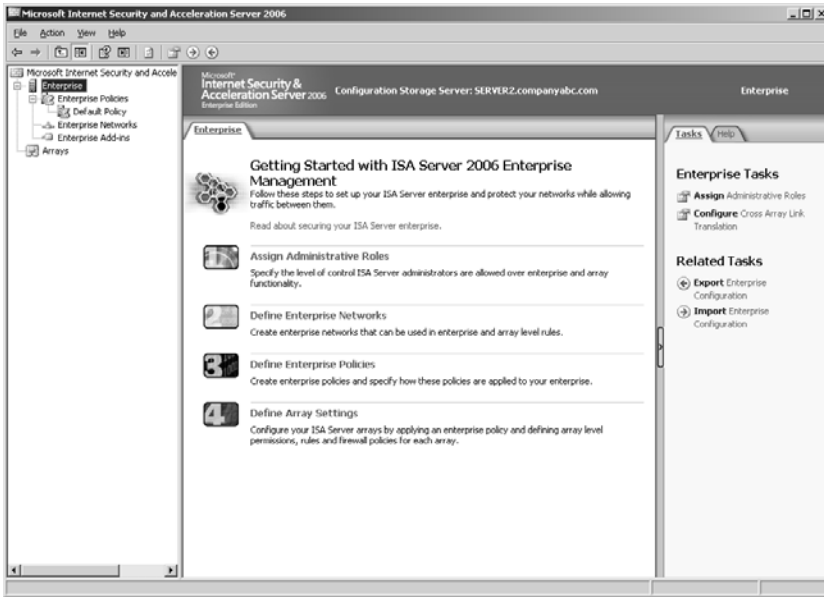 Microsoft Internet Security and Acceleration Server 2006
File Action View Help
Microsoft Internet Security and Accele
Enterprise
Enterprise Policies
Default Policy
Enterprise Networks
Enterprise Add-ins
Arrays
Microsoft®
Internet Security &
Acceleration Server 2006
Enterprise Edition
Configuration Storage Server: SERVER2.companyabc.com
Enterprise
Enterprise
Getting Started with ISA Server 2006 Enterprise
Management
Follow these steps to set up your ISA Server enterprise and protect your networks while allowing
traffic between them.
Read about securing your ISA Server enterprise.
1
Assign Administrative Roles
Specify the level of control ISA Server administrators are allowed over enterprise and array
functionality.
2
Define Enterprise Networks
Create enterprise networks that can be used in enterprise and array level rules.
3
Define Enterprise Policies
Create enterprise policies and specify how these policies are applied to your enterprise.
4
Define Array Settings
Configure your ISA Server arrays by applying an enterprise policy and defining array level
permissions, rules and firewall policies for each array.
Tasks Help
Enterprise Tasks
Assign Administrative Roles
Configure Cross Array Link
Translation
Related Tasks
Export Enterprise
Configuration
Import Enterprise
Configuration